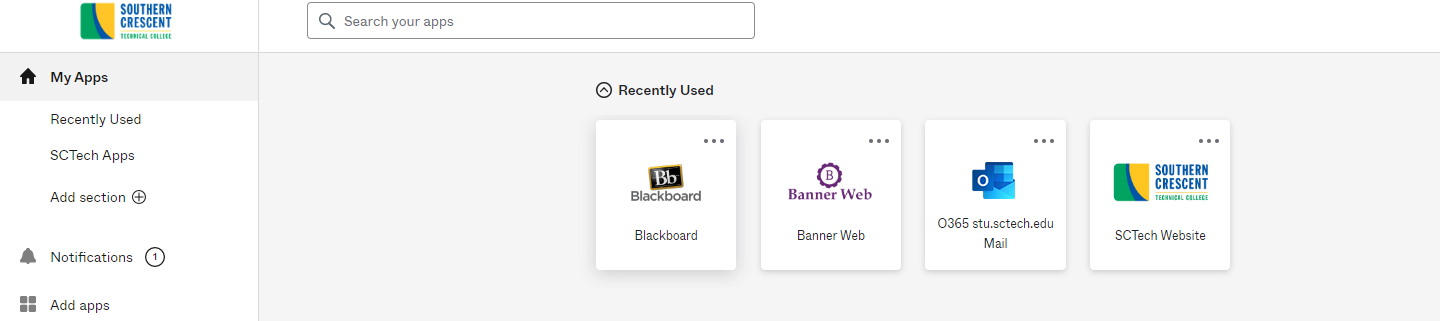 SOUTHERN
CRESCENT
TECHNICAL COLLEGE
Search your apps
My Apps
Recently Used
SCTech Apps
Add section
Notifications 1
Add apps
Recently Used
Bb
Blackboard
Blackboard
B
Banner Web
Banner Web
O
O365 stu.sctech.edu
Mail
SOUTHERN
CRESCENT
TECHNICAL COLLEGE
SCTech Website